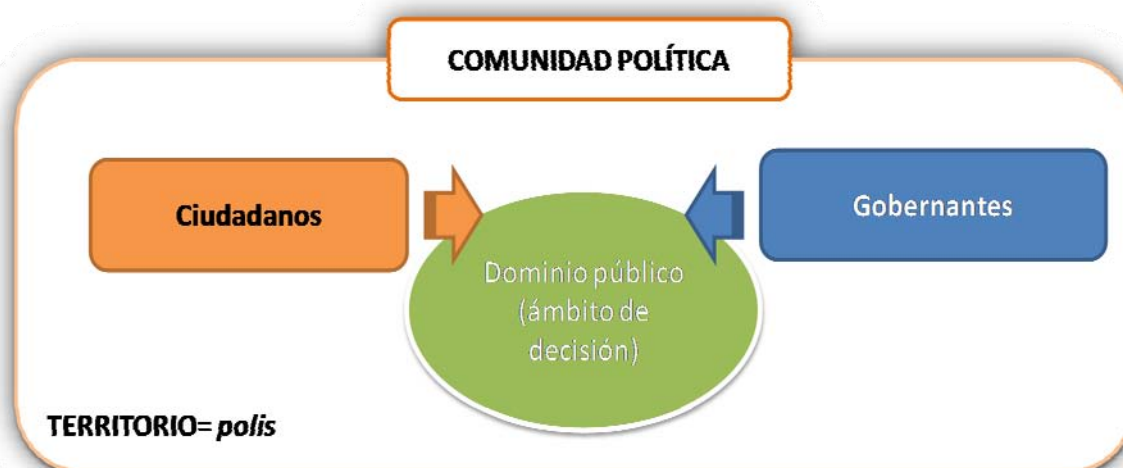 COMUNIDAD POLÍTICA
Ciudadanos
Gobernantes
Dominio público
(ámbito de
decisión)
TERRITORIO= polis